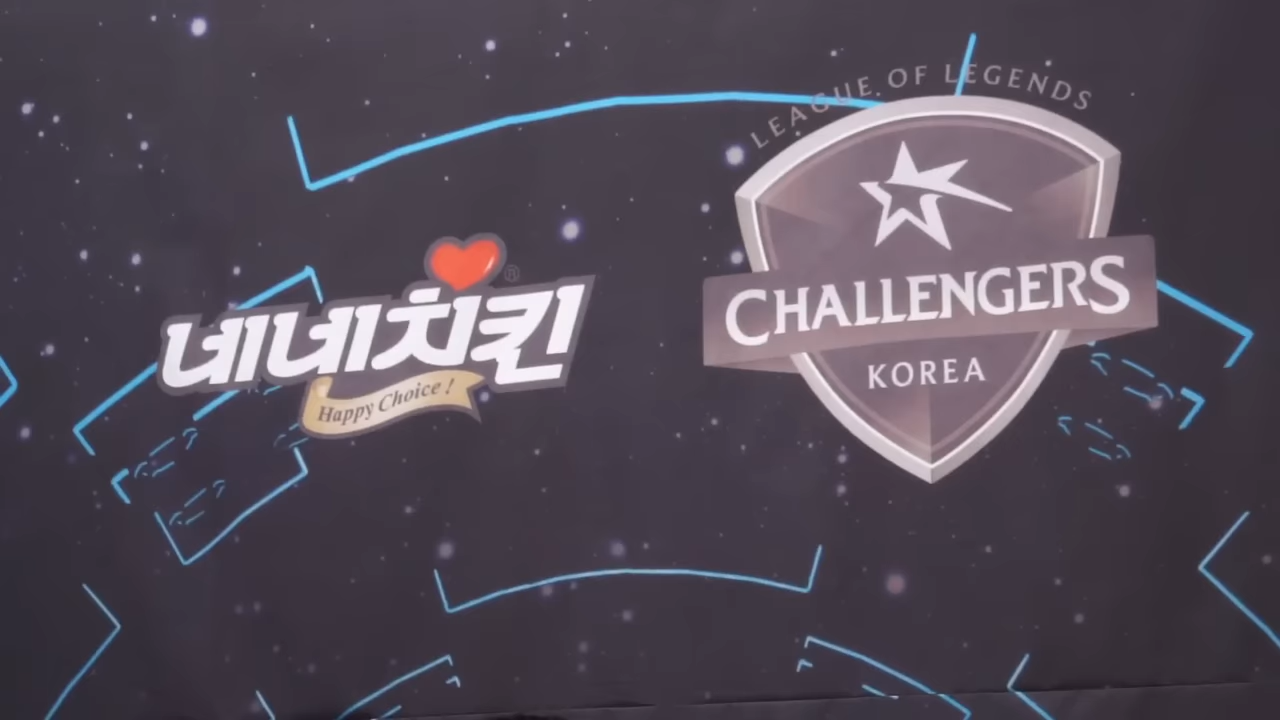 네네치킨
®
Happy Choice !
LEAGUE OF LEGENDS
CHALLENGERS
KOREA